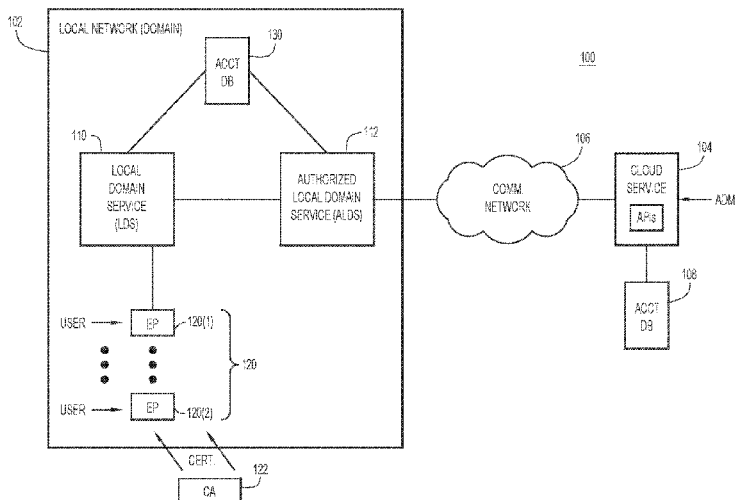 102
LOCAL NETWORK (DOMAIN)
130
ACCT
DB
100
110
112
106
104
LOCAL
DOMAIN
SERVICE
(LDS)
AUTHORIZED
LOCAL DOMAIN
SERVICE (ALDS)
COMM.
NETWORK
CLOUD
SERVICE
APIs
ADM
108
ACCT
DB
USER
EP
120(1)
120
USER
EP
120(2)
CERT.
122
CA